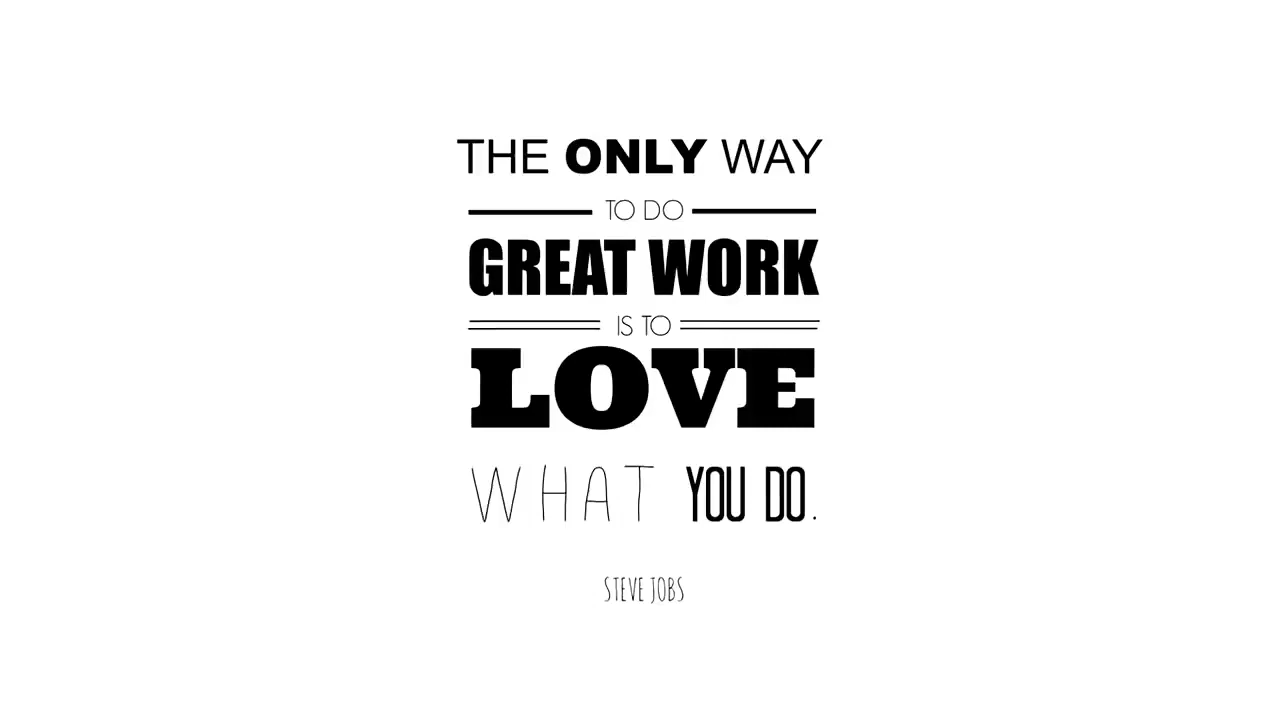 THE ONLY WAY
TO DO
GREAT WORK
IS TO
LOVE
WHAT YOU DO.
STEVE JOBS